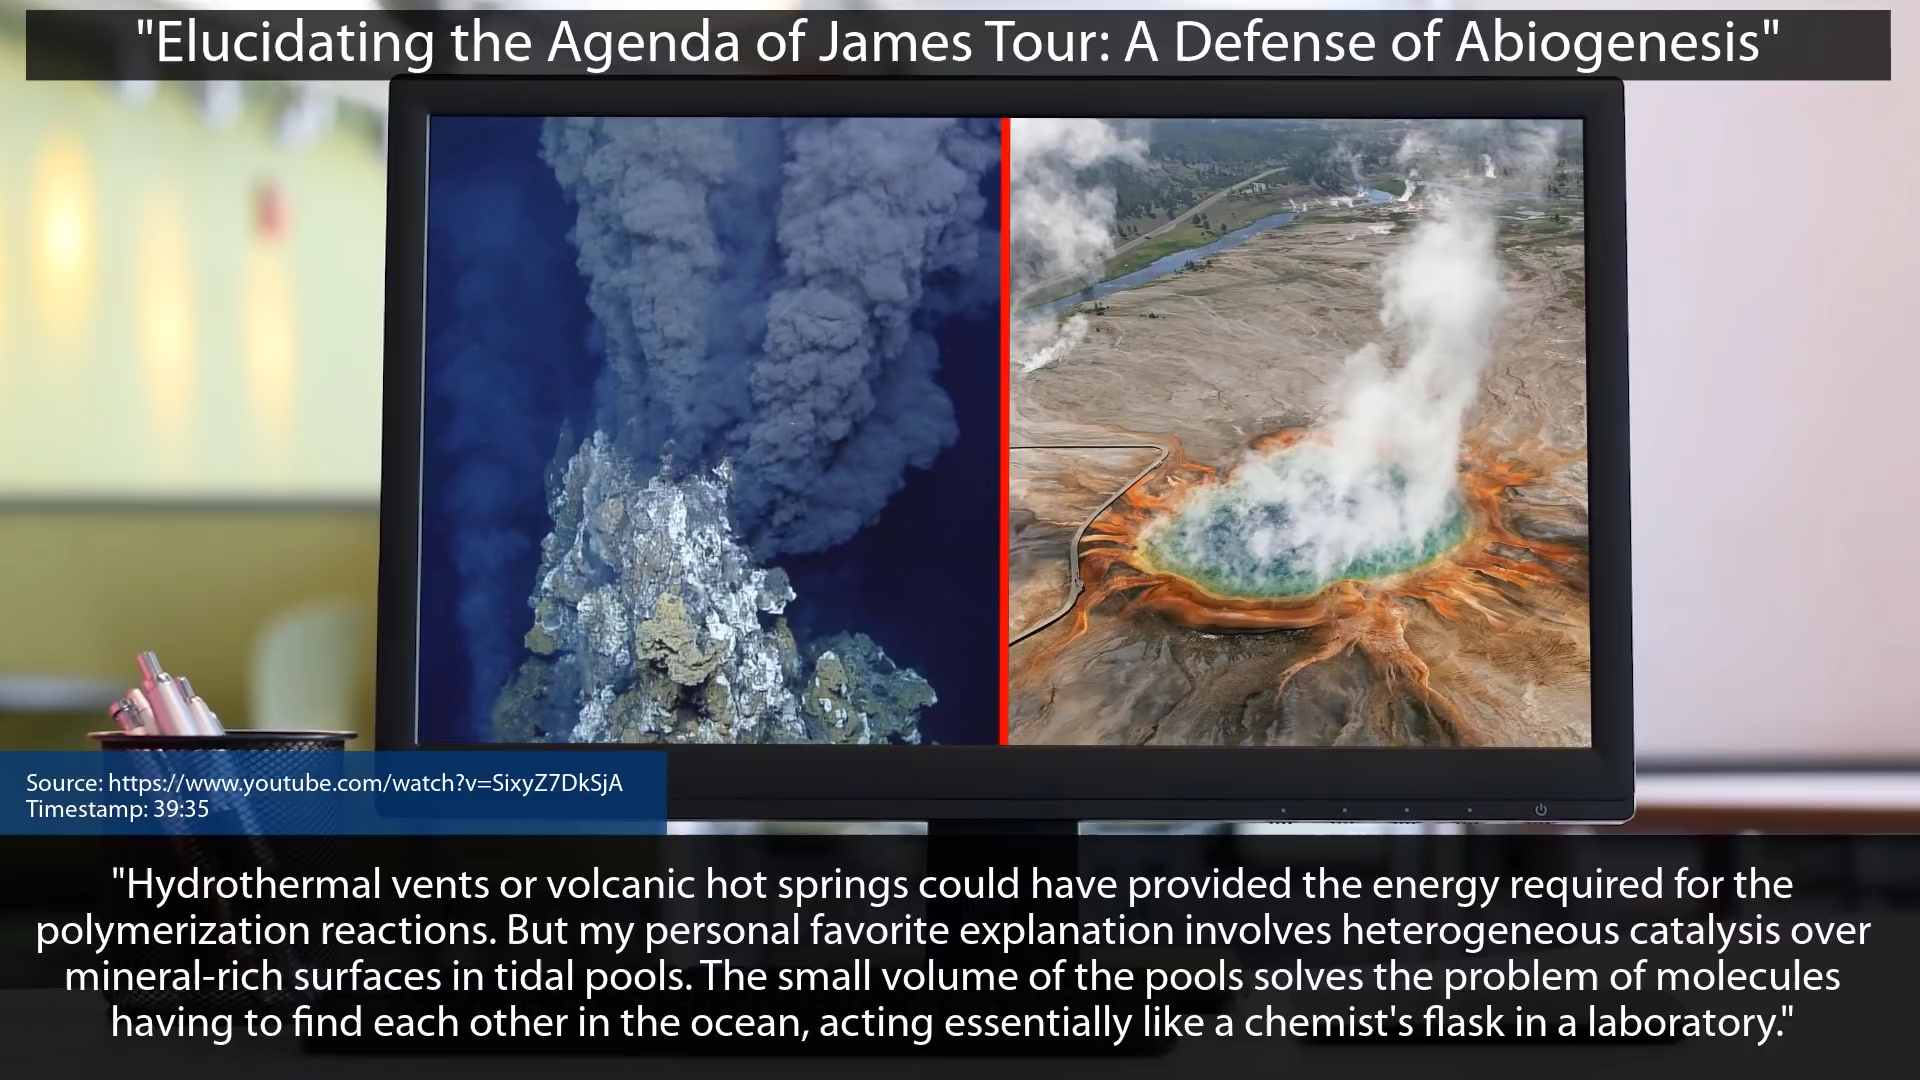 "Elucidating the Agenda of James Tour: A Defense of Abiogenesis"
Source: https://www.youtube.com/watch?v=SixyZ7DkSjA
Timestamp: 39:35
"Hydrothermal vents or volcanic hot springs could have provided the energy required for the
polymerization reactions. But my personal favorite explanation involves heterogeneous catalysis over
mineral-rich surfaces in tidal pools. The small volume of the pools solves the problem of molecules
having to find each other in the ocean, acting essentially like a chemist's flask in a laboratory."